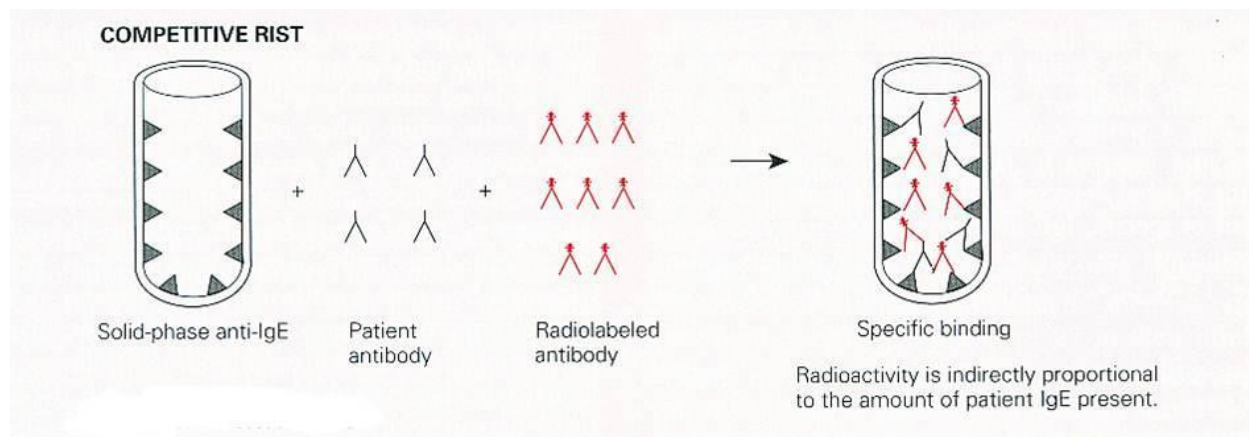 COMPETITIVE RIST
+
+
Solid-phase anti-IgE
Patient
antibody
Radiolabeled
antibody
Specific binding
Radioactivity is indirectly proportional
to the amount of patient IgE present.